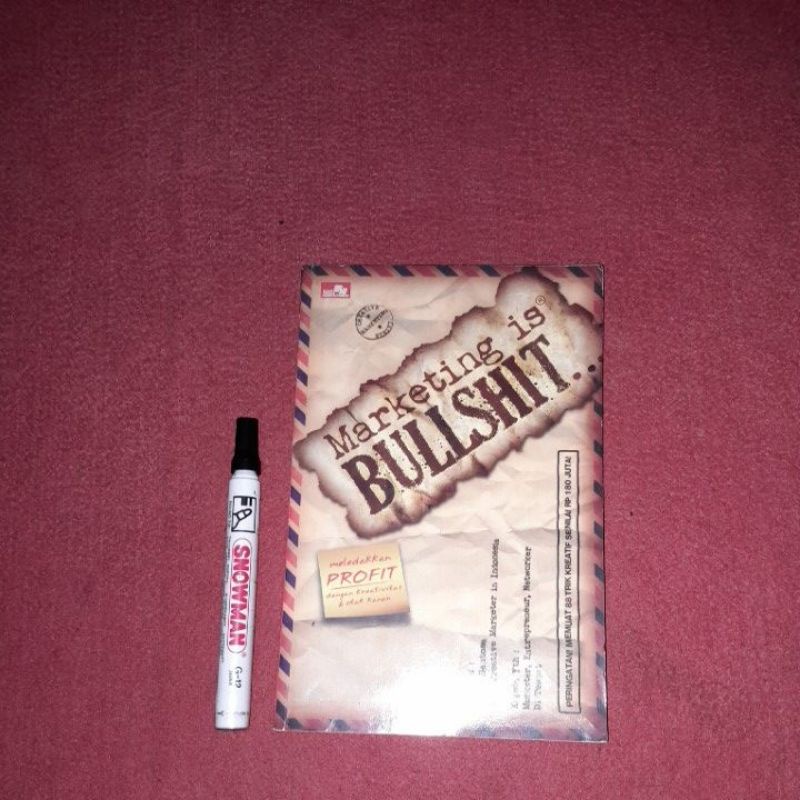 Marketing is®
BULLSHIT...
meledakkan
PROFIT
dengan kreativitas
& otak kanan
Creative Marketer in Indonesia
Marketer, Entrepreneur, Networker
PERINGATAN! MEMUAT 88 TRIK KREATIF SENILAI RP 180 JUTA!
SNOWMAN®
G-12